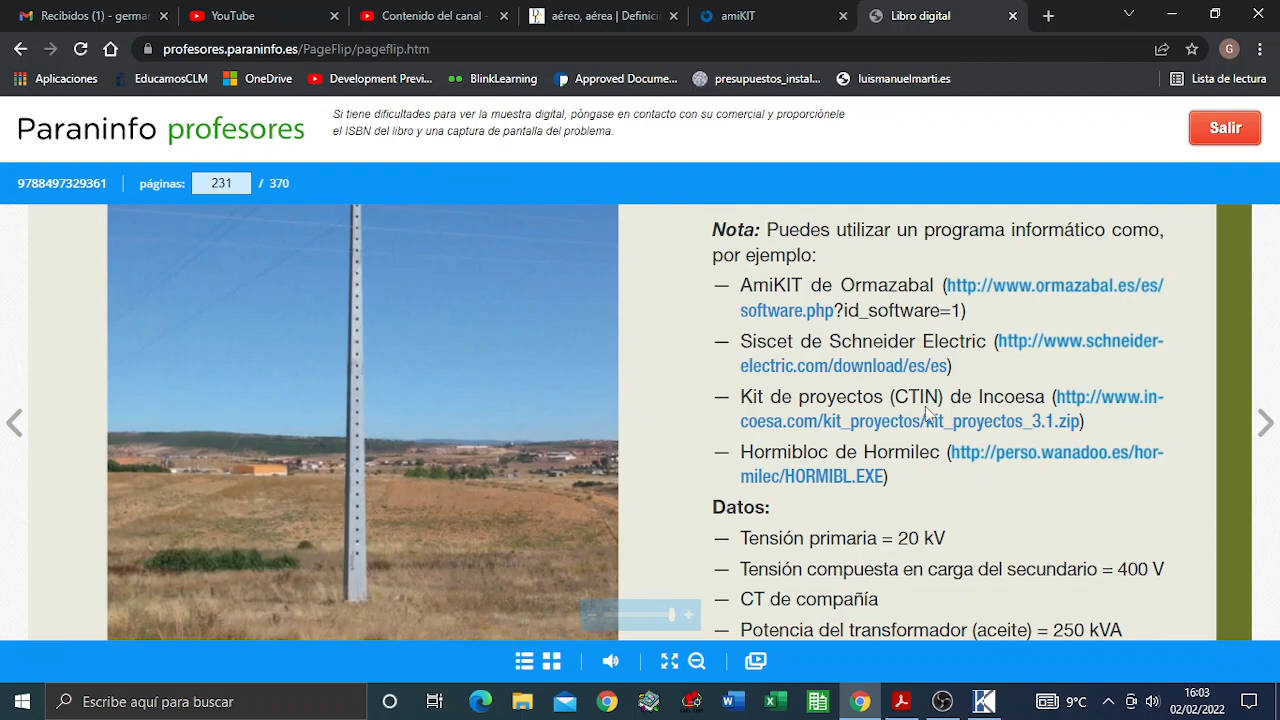 Recibidos (1) - germar
YouTube
Contenido del canal -
aéreo, aérea | Definici
amiKIT
Libro digital
profesores.paraninfo.es/PageFlip/pageflip.htm
G
Aplicaciones
EducamosCLM
OneDrive
Development Previ...
BlinkLearning
Approved Docume...
presupuestos_instal...
luismanuelmarti.es
Lista de lectura
Paraninfo profesores
Si tiene dificultades para ver la muestra digital, póngase en contacto con su comercial y proporciónele
el ISBN del libro y una captura de pantalla del problema.
Salir
9788497329361
páginas: 231 / 370
Nota: Puedes utilizar un programa informático como,
por ejemplo:
— AmiKIT de Ormazabal (http://www.ormazabal.es/es/
software.php?id_software=1)
— Siscet de Schneider Electric (http://www.schneider-
electric.com/download/es/es)
— Kit de proyectos (CTIN) de Incoesa (http://www.in-
coesa.com/kit_proyectos/kit_proyectos_3.1.zip)
— Hormibloc de Hormilec (http://perso.wanadoo.es/hor-
milec/HORMIBL.EXE)
Datos:
— Tensión primaria = 20 kV
— Tensión compuesta en carga del secundario = 400 V
— CT de compañía
— Potencia del transformador (aceite) = 250 kVA
Escribe aquí para buscar
9°C
16:03
02/02/2022